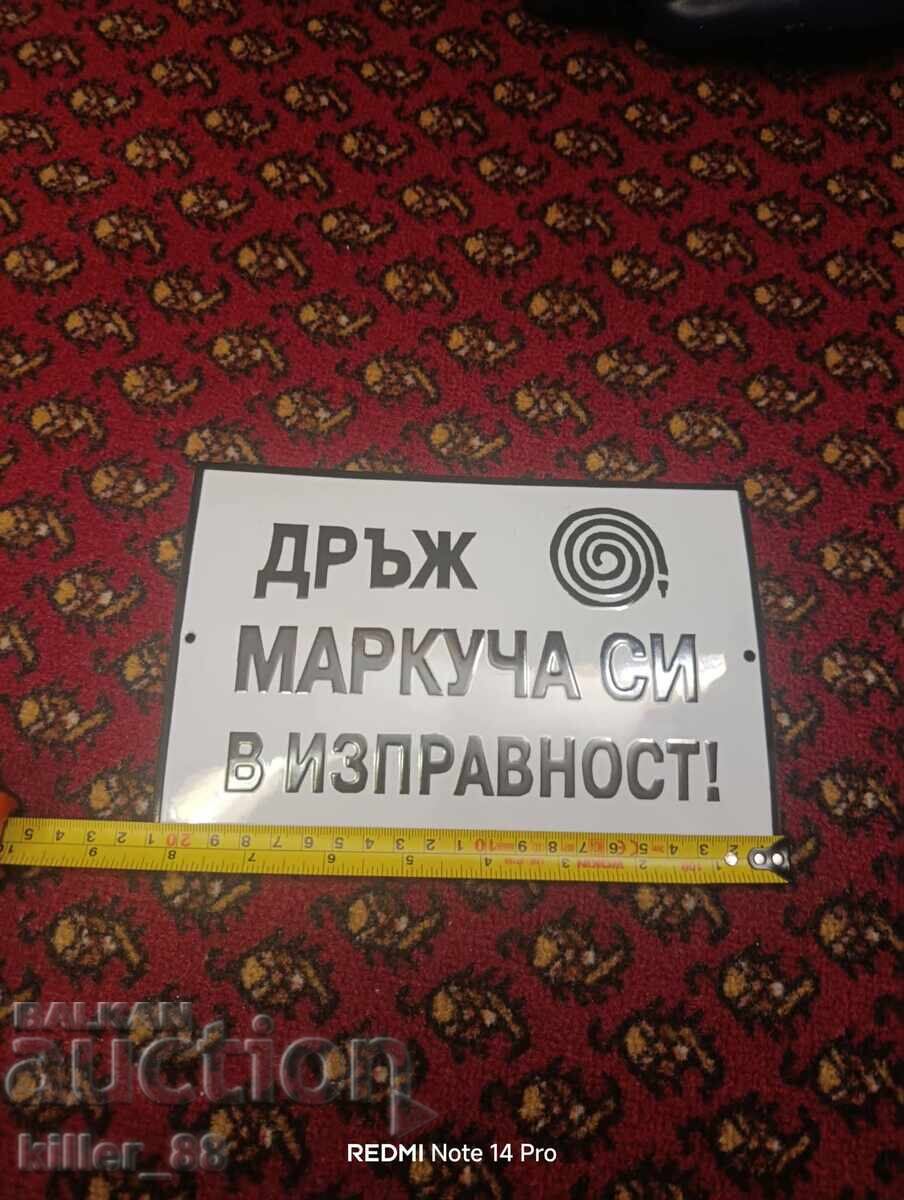 ДРЪЖ
МАРКУЧА СИ
В ИЗПРАВНОСТ!
BALKAN
auction
killer_88
REDMI Note 14 Pro